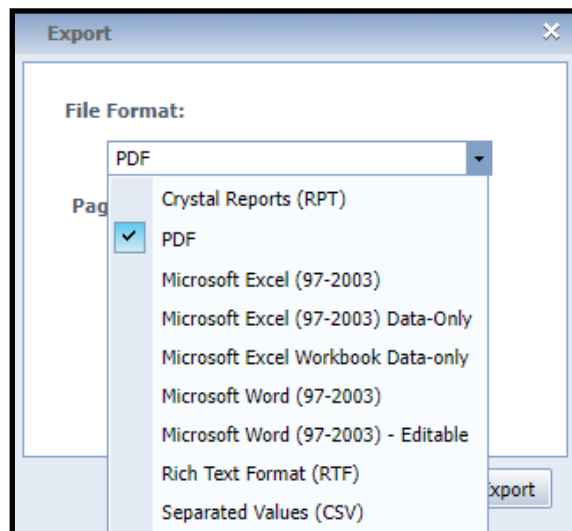 Export
File Format:
PDF
Pag
Crystal Reports (RPT)
PDF
Microsoft Excel (97-2003)
Microsoft Excel (97-2003) Data-Only
Microsoft Excel Workbook Data-only
Microsoft Word (97-2003)
Microsoft Word (97-2003) - Editable
Rich Text Format (RTF)
xport
Separated Values (CSV)